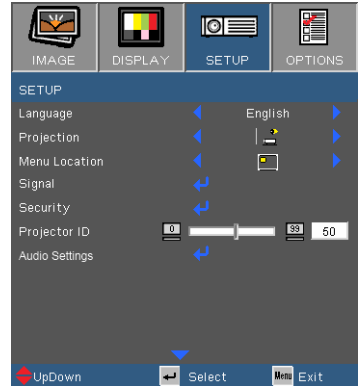 IMAGE DISPLAY SETUP OPTIONS
SETUP
Language English
Projection
Menu Location
Signal
Security
Projector ID 0 99 50
Audio Settings
UpDown Select Menu Exit